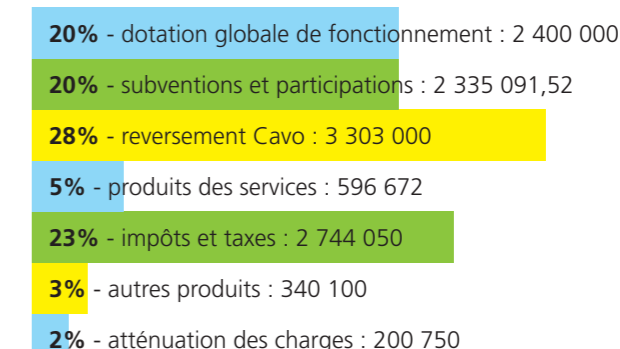 20% - dotation globale de fonctionnement : 2 400 000
20% - subventions et participations : 2 335 091,52
28% - reversement Cavo : 3 303 000
5% - produits des services : 596 672
23% - impôts et taxes : 2 744 050
3% - autres produits : 340 100
2% - atténuation des charges : 200 750